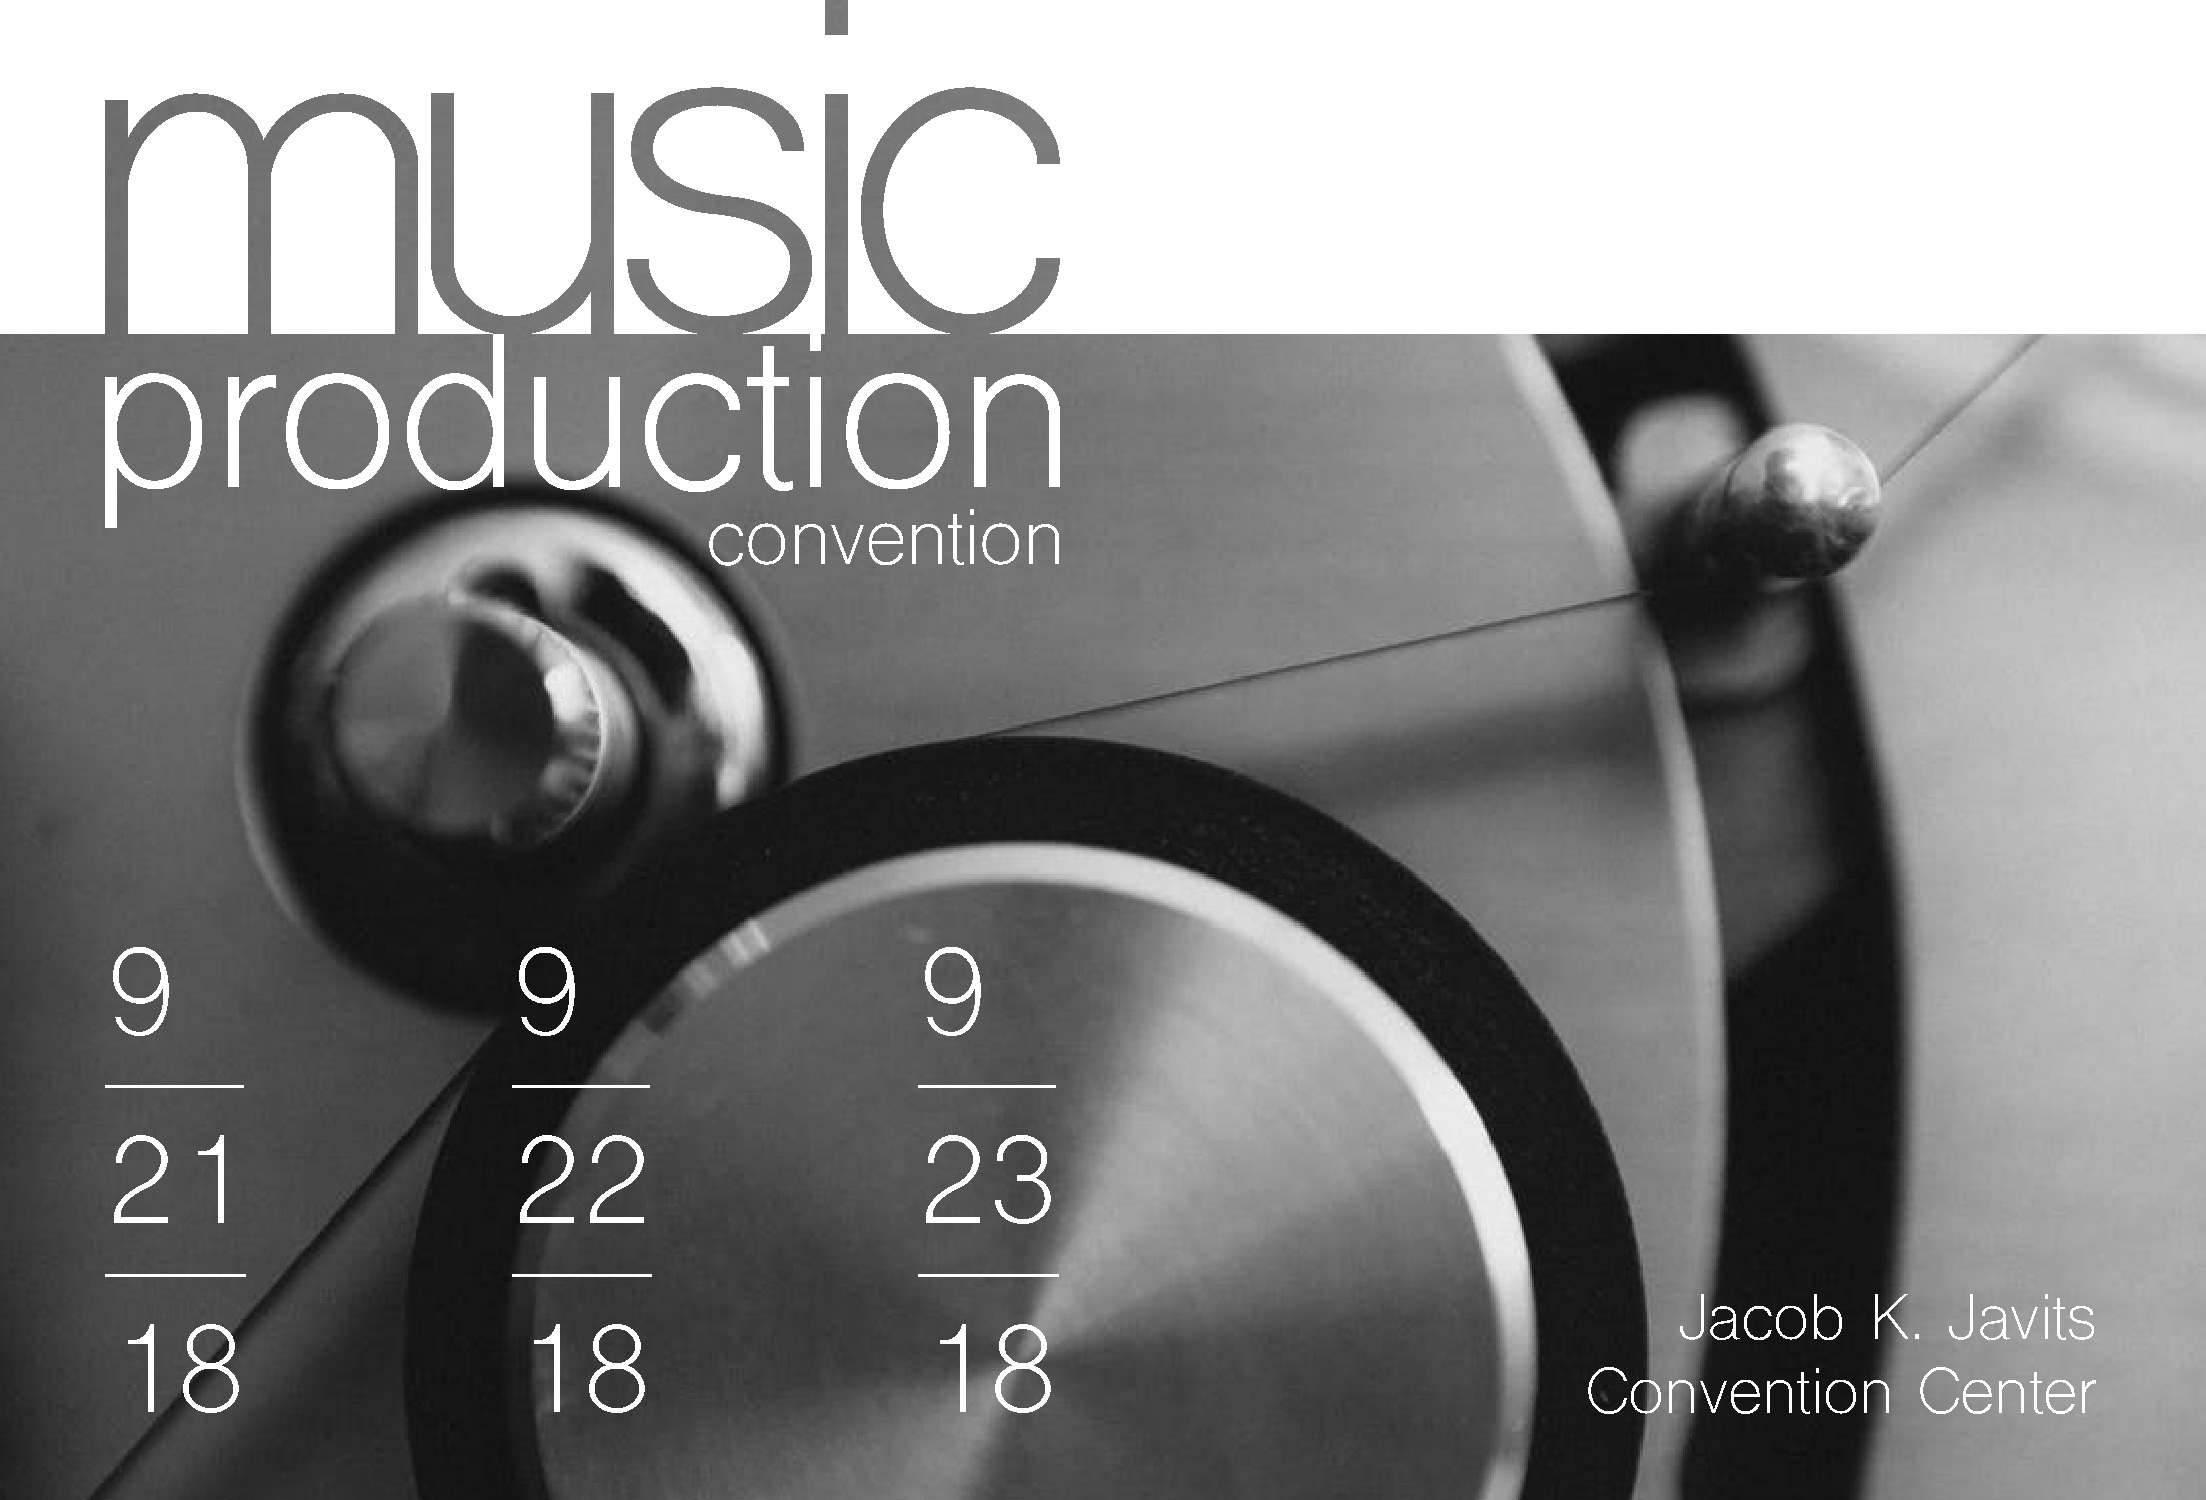 music
production
convention
9 9 9
21 22 23
18 18 18
Jacob K. Javits
Convention Center